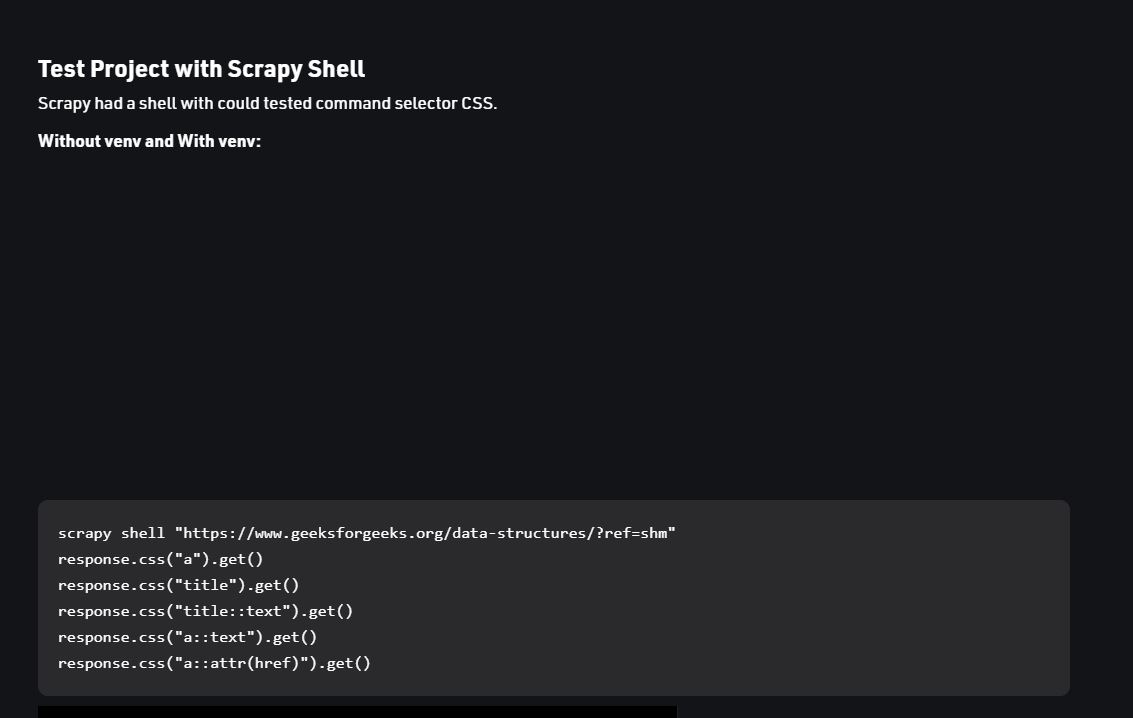 Test Project with Scrapy Shell
Scrapy had a shell with could tested command selector CSS.
Without venv and With venv:
scrapy shell "https://www.geeksforgeeks.org/data-structures/?ref=shm"
response.css("a").get()
response.css("title").get()
response.css("title::text").get()
response.css("a::text").get()
response.css("a::attr(href)").get()